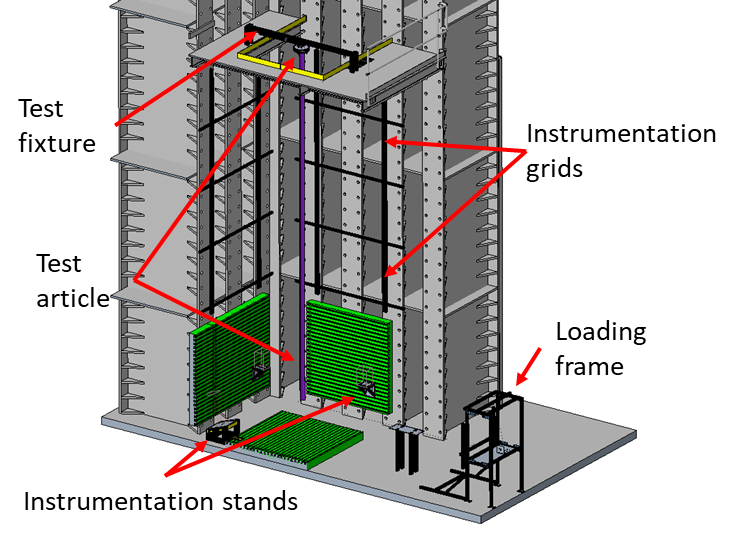 Test
fixture
Instrumentation
grids
Test
article
Loading
frame
Instrumentation stands